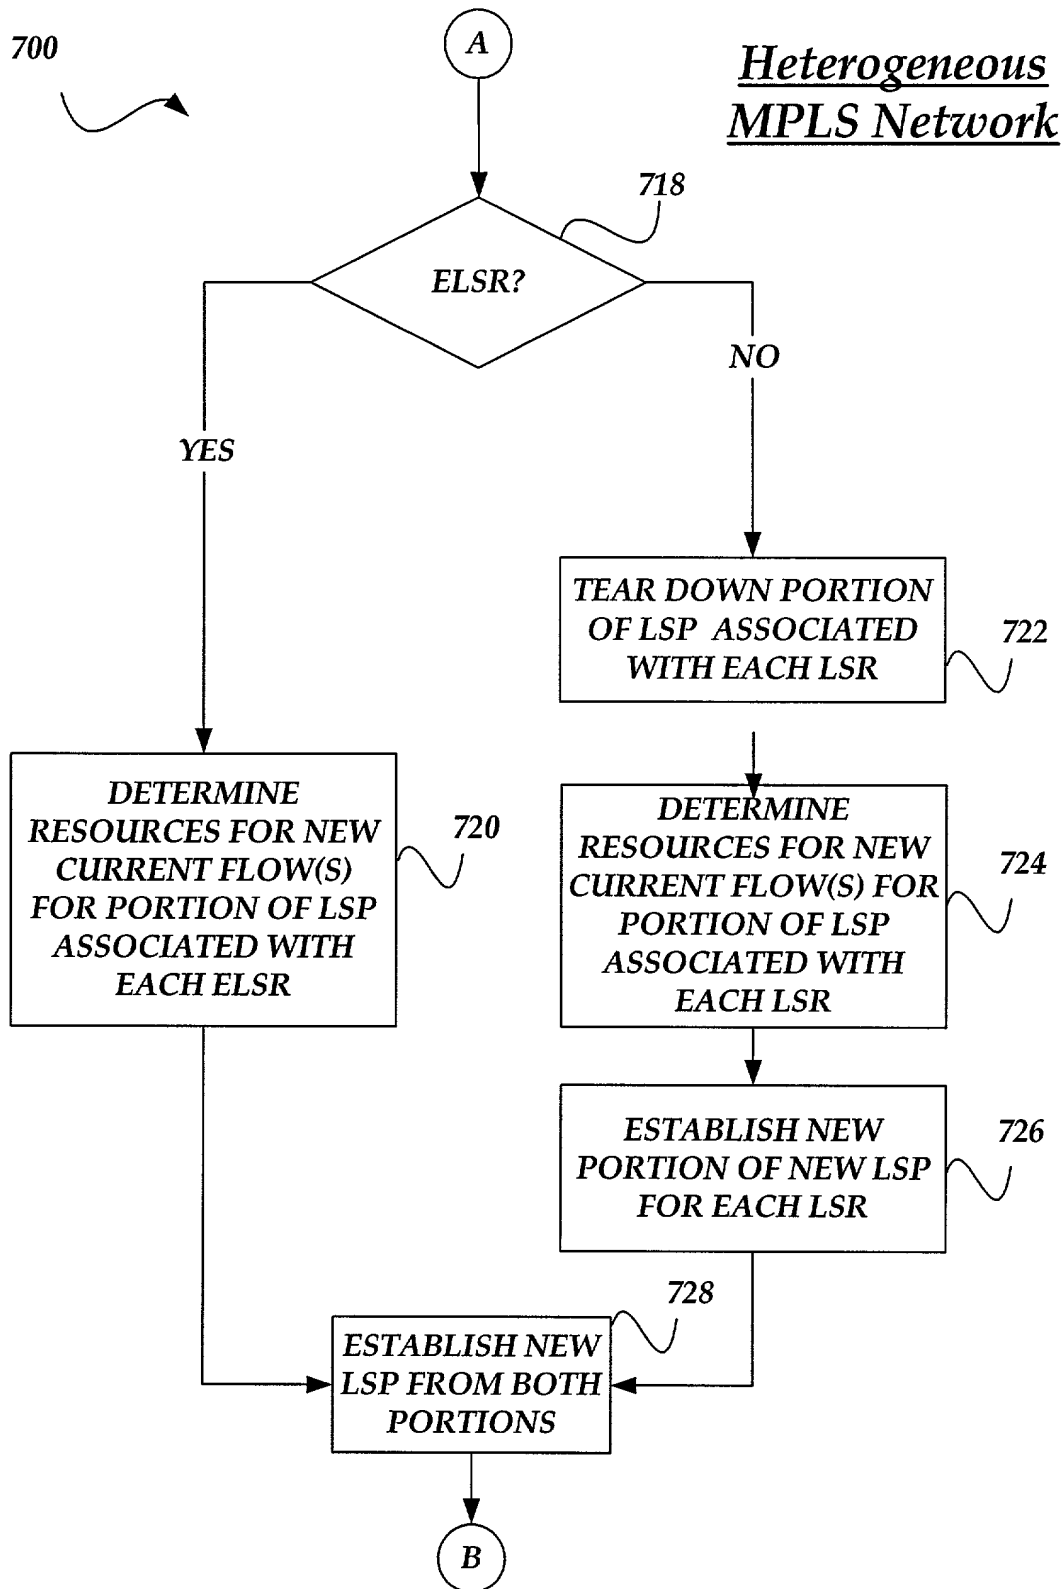 700
A
Heterogeneous
MPLS Network
718
ELSR?
NO
YES
TEAR DOWN PORTION
OF LSP ASSOCIATED
WITH EACH LSR
722
DETERMINE
RESOURCES FOR NEW
CURRENT FLOW(S)
FOR PORTION OF LSP
ASSOCIATED WITH
EACH ELSR
720
DETERMINE
RESOURCES FOR NEW
CURRENT FLOW(S) FOR
PORTION OF LSP
ASSOCIATED WITH
EACH LSR
724
ESTABLISH NEW
PORTION OF NEW LSP
FOR EACH LSR
726
728
ESTABLISH NEW
LSP FROM BOTH
PORTIONS
B